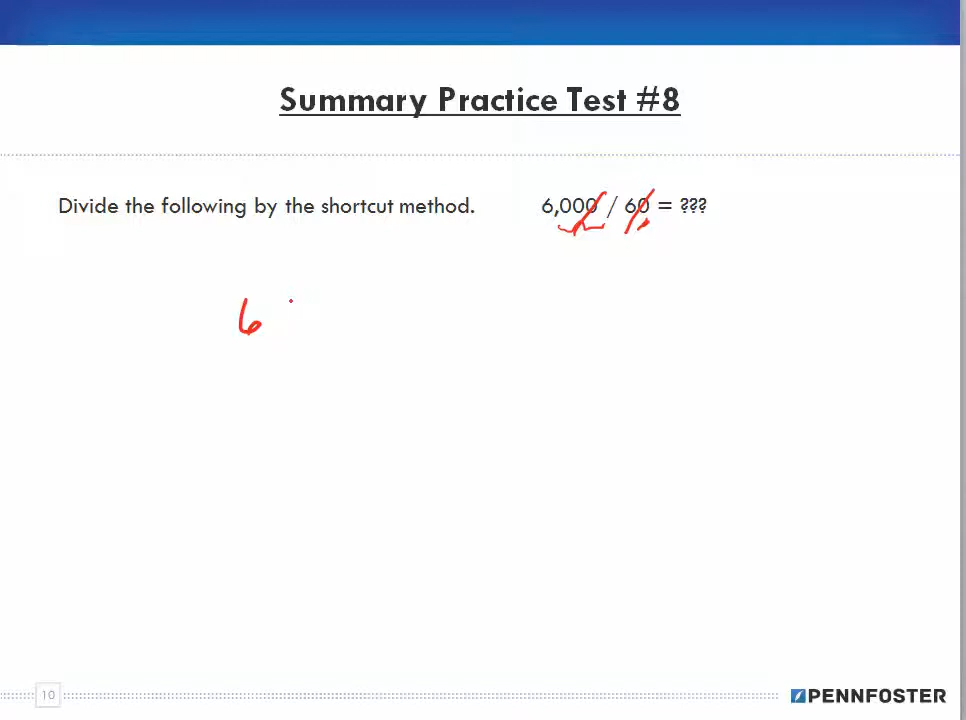 Summary Practice Test #8
Divide the following by the shortcut method. 6,000 / 60 = ???
6
10
PENNFOSTER